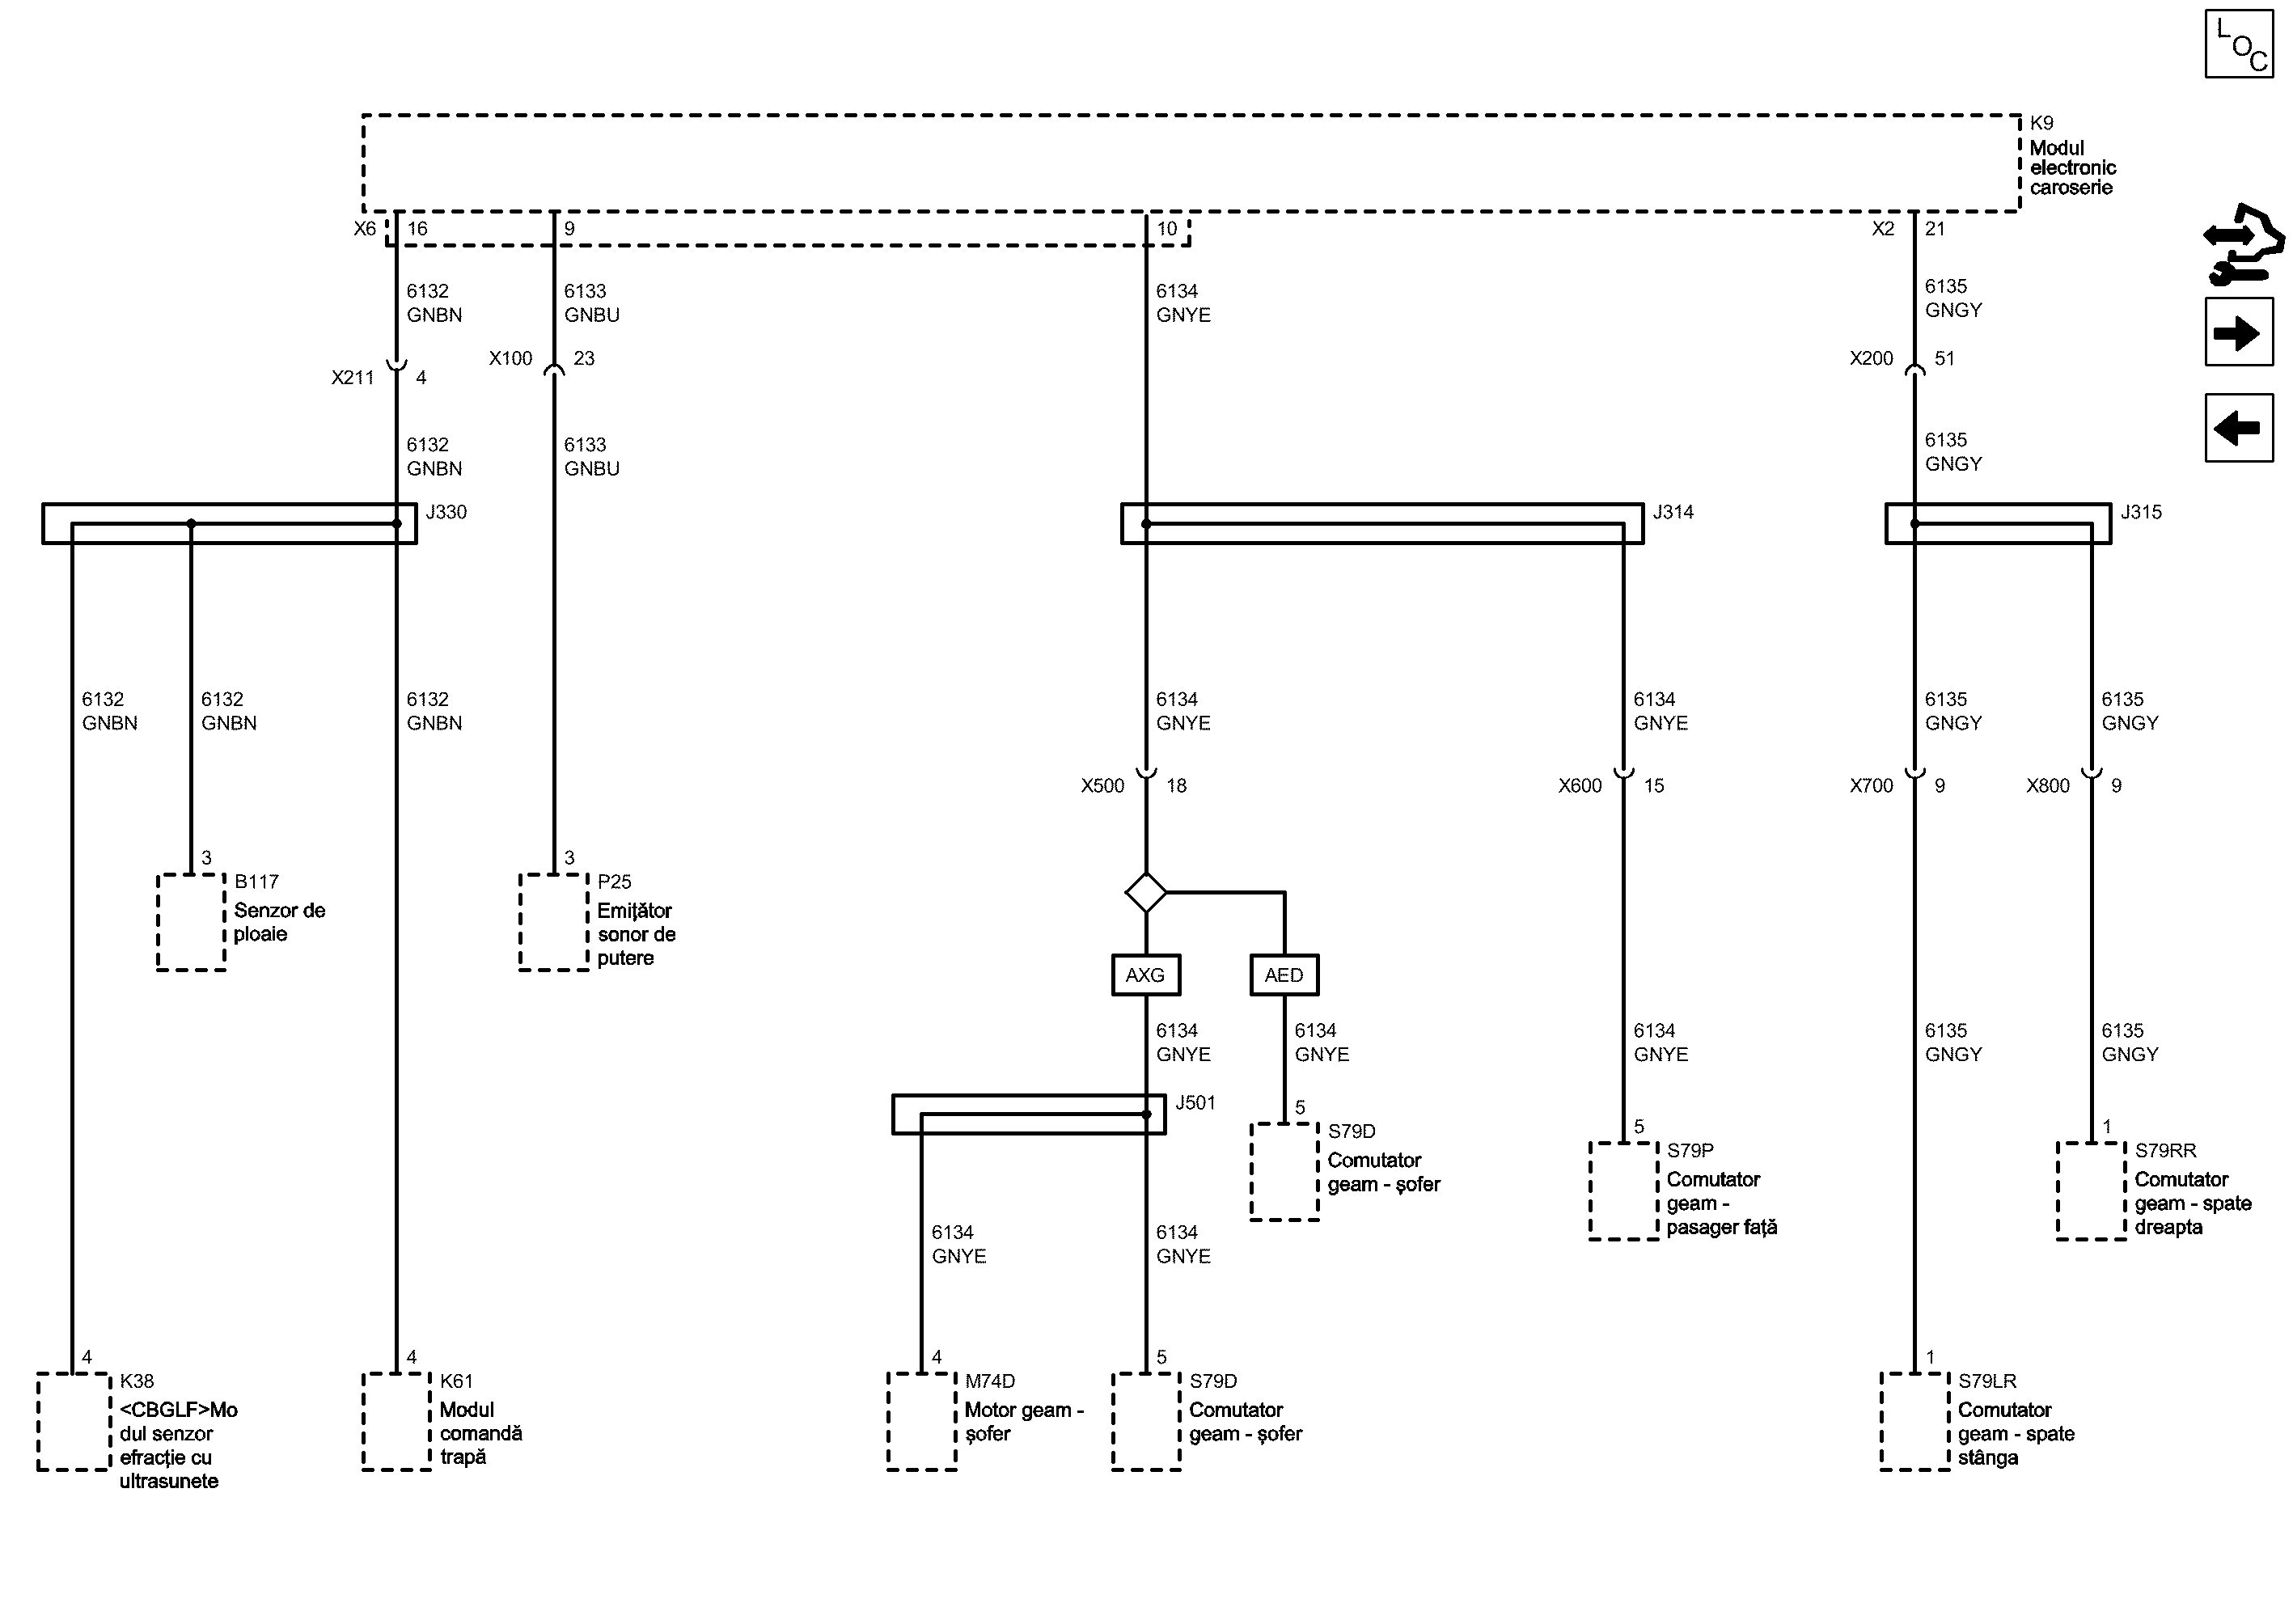 LOC
K9
Modul
electronic
caroserie
X6 16 9 10 X2 21
6132 6133 6134 6135
GNBN GNBU GNYE GNGY
X211 4 X100 23 X200 51
6132 6133 6135
GNBN GNBU GNGY
J330 J314 J315
6132 6132 6132 6134 6134 6135 6135
GNBN GNBN GNBN GNYE GNYE GNGY GNGY
X500 18 X600 15 X700 9 X800 9
3
B117
Senzor de
ploaie
3
P25
Emițător
sonor de
putere
AXG AED
6134 6134 6134 6135 6135
GNYE GNYE GNYE GNGY GNGY
J501
5
S79D
Comutator
geam - șofer
5
S79P
Comutator
geam -
pasager față
1
S79RR
Comutator
geam - spate
dreapta
6134 6134
GNYE GNYE
4
K38
<CBGLF>Mo
dul senzor
efracție cu
ultrasunete
4
K61
Modul
comandă
trapă
4
M74D
Motor geam -
șofer
5
S79D
Comutator
geam - șofer
1
S79LR
Comutator
geam - spate
stânga